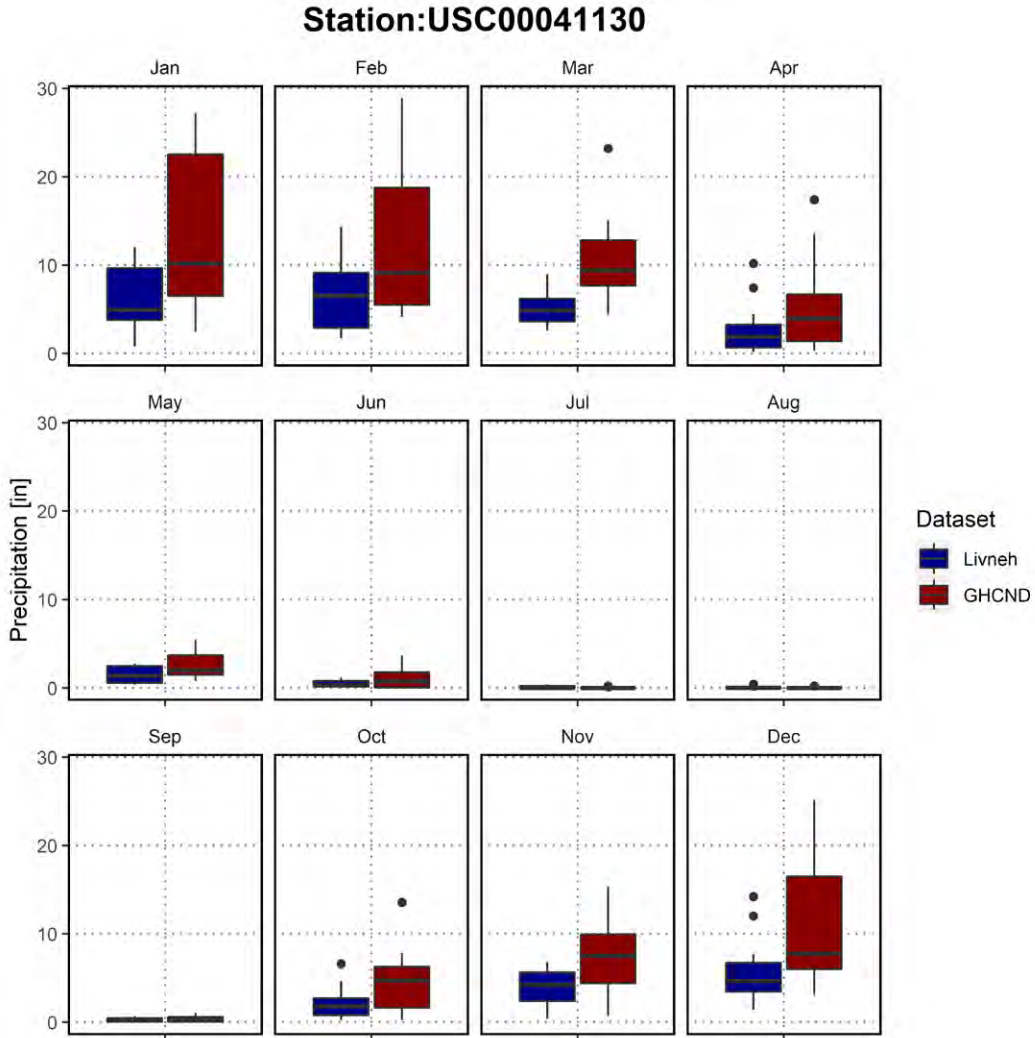 Station:USC00041130
Jan Feb Mar Apr
30
20
10
0
May Jun Jul Aug
30
20
10
0
Sep Oct Nov Dec
30
20
10
0
Precipitation [in]
Dataset
Livneh
GHCND